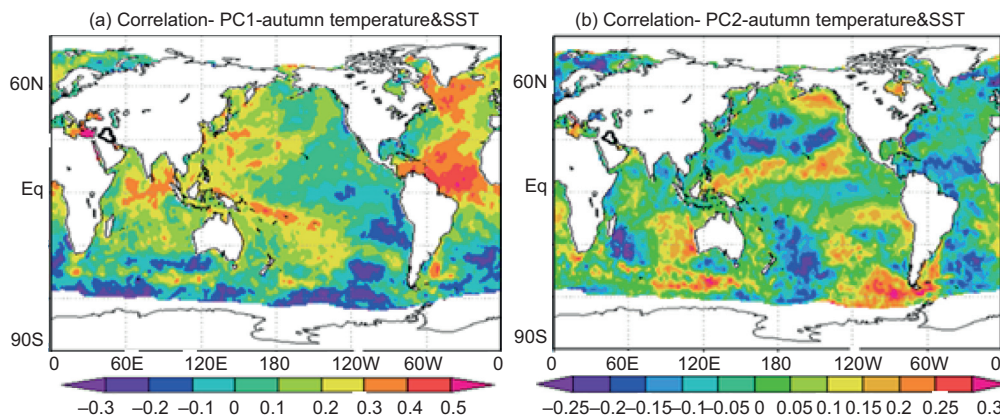 (a) Correlation- PC1-autumn temperature&SST
(b) Correlation- PC2-autumn temperature&SST
60N
Eq
90S
0 60E 120E 180 120W 60W 0
–0.3 –0.2 –0.1 0 0.1 0.2 0.3 0.4 0.5
60N
Eq
90S
0 60E 120E 180 120W 60W 0
–0.25 –0.2 –0.15 –0.1 –0.05 0 0.05 0.1 0.15 0.2 0.25 0.3